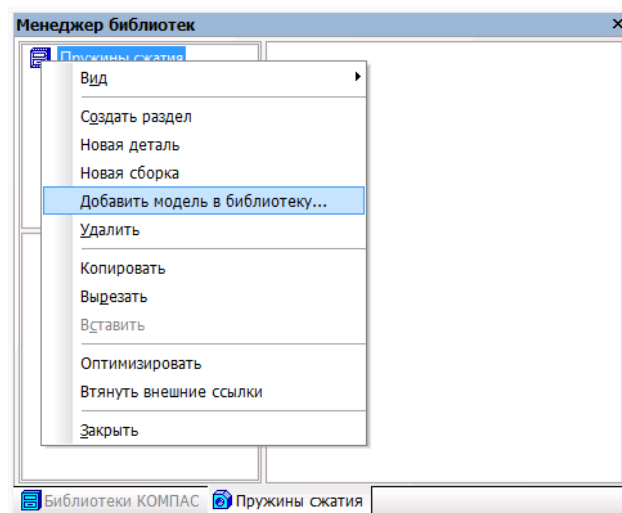 Менеджер библиотек
Пружины сжатия
Вид
Создать раздел
Новая деталь
Новая сборка
Добавить модель в библиотеку...
Удалить
Копировать
Вырезать
Вставить
Оптимизировать
Втянуть внешние ссылки
Закрыть
Библиотеки КОМПАС Пружины сжатия